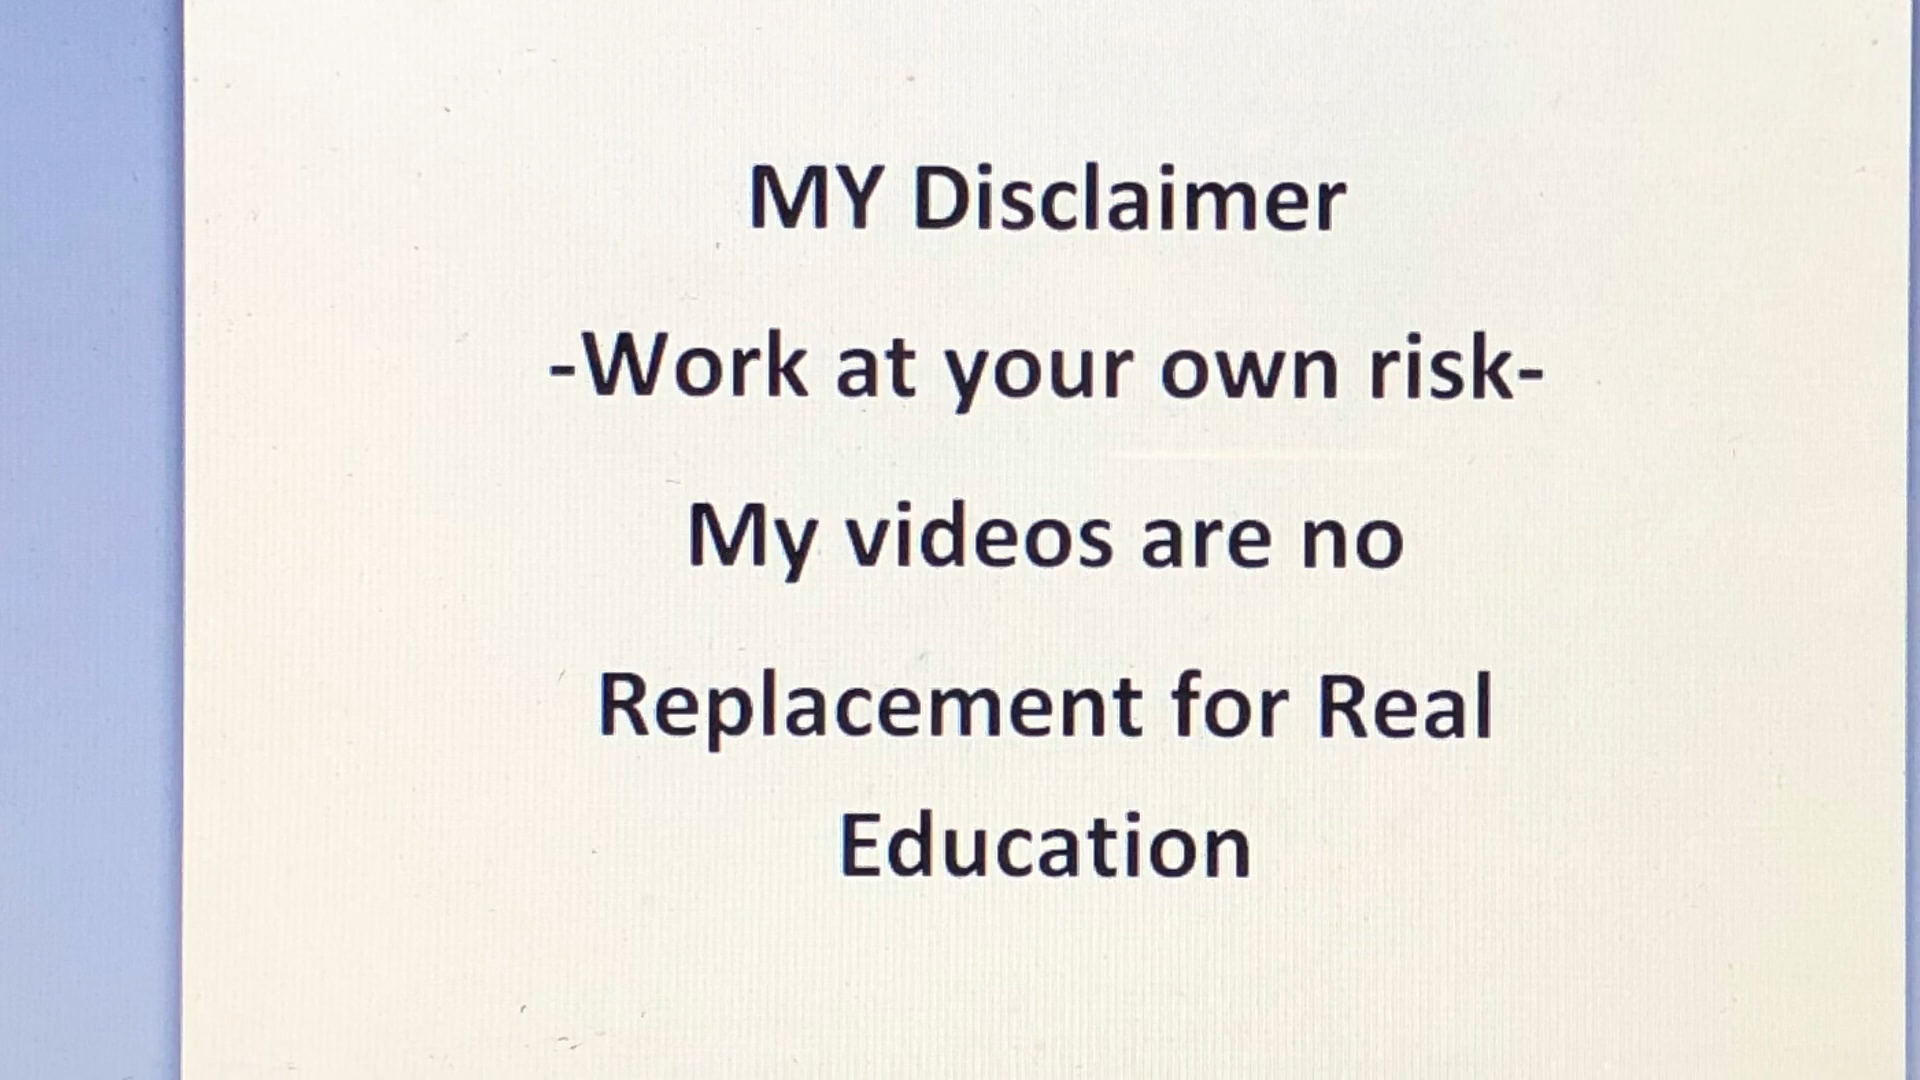 MY Disclaimer
-Work at your own risk-
My videos are no
Replacement for Real
Education